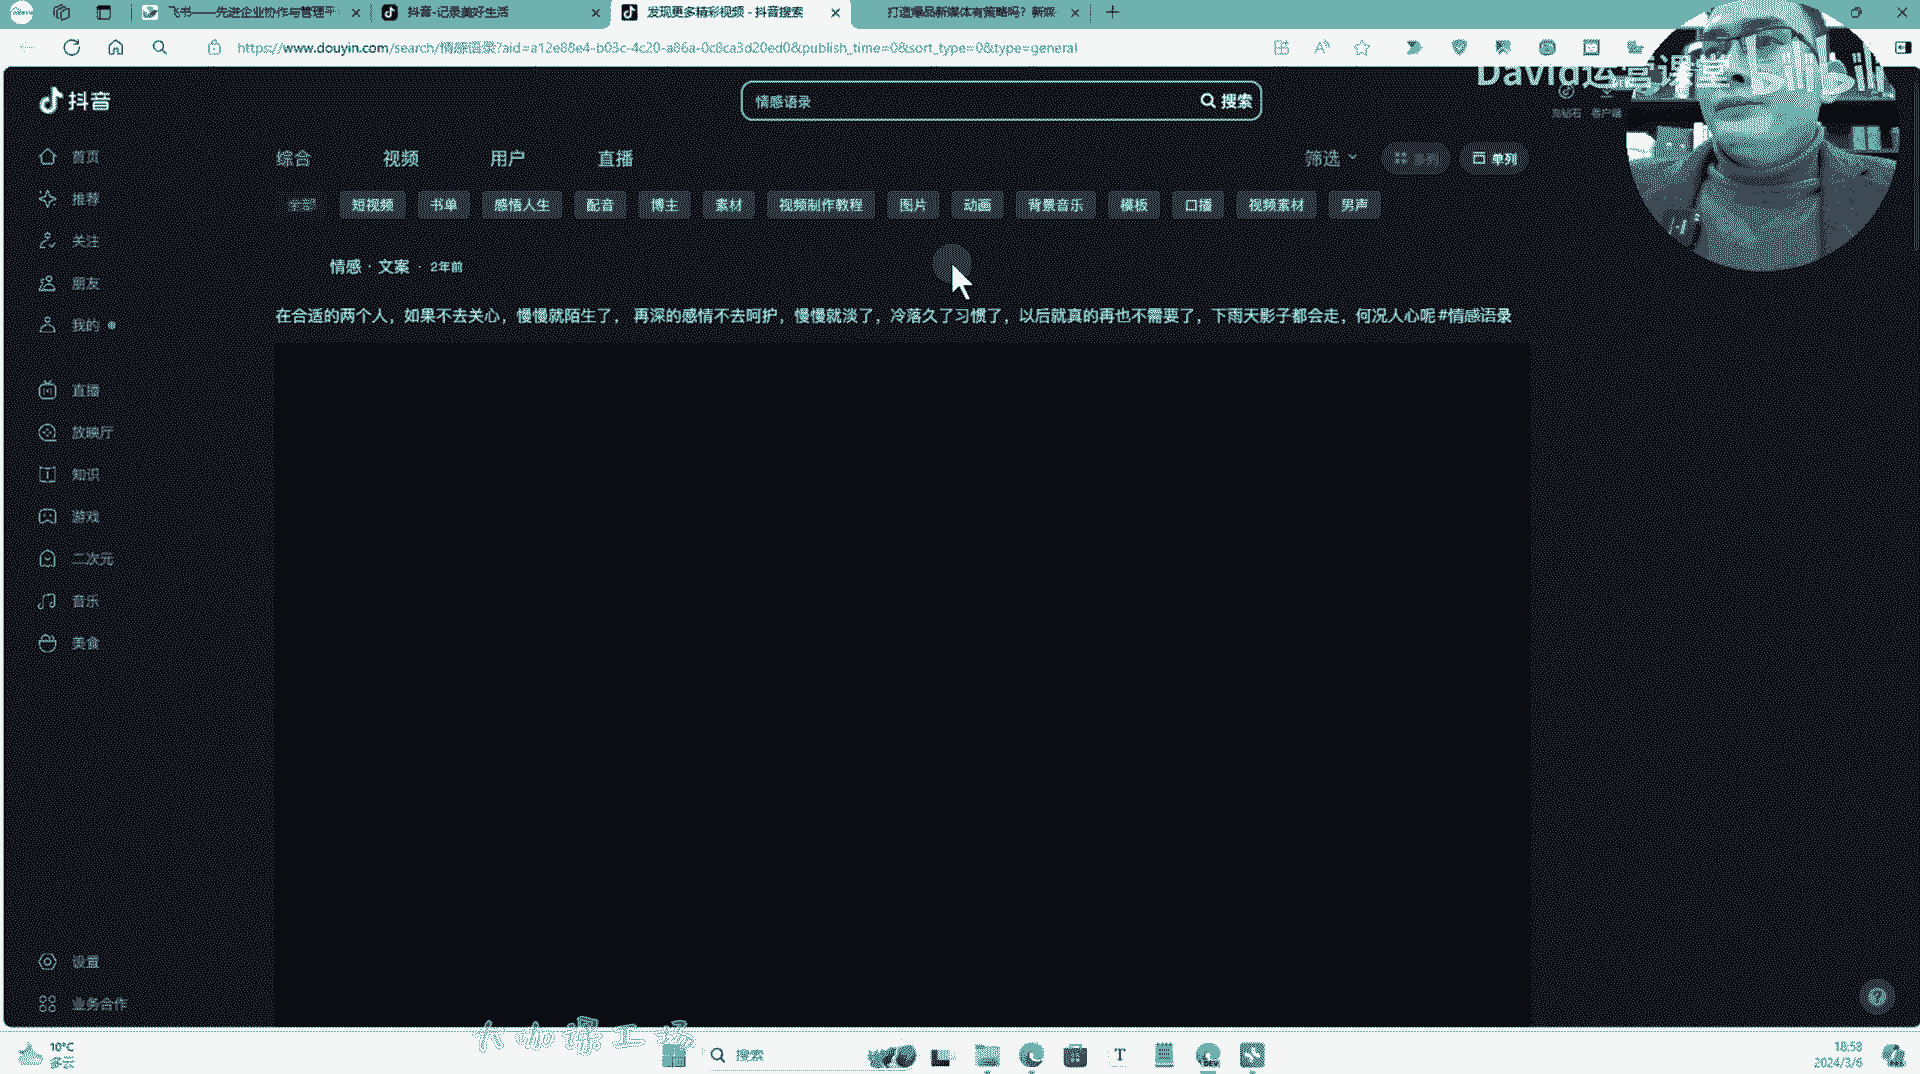 飞书——先进企业协作与管理平
抖音-记录美好生活
发现更多精彩视频 - 抖音搜索
打造爆品新媒体有策略吗？新媒
https://www.douyin.com/search/情感语录?aid=a12e88e4-b03c-4c20-a86a-0c8ca3d20ed0&publish_time=0&sort_type=0&type=general
David运营课堂
抖音
情感语录
搜索
充钻石
客户端
首页
推荐
关注
朋友
我的
直播
放映厅
知识
游戏
二次元
音乐
美食
设置
业务合作
综合 视频 用户 直播
筛选
多列
单列
全部 短视频 书单 感悟人生 配音 博主 素材 视频制作教程 图片 动画 背景音乐 模板 口播 视频素材 男声
情感 · 文案 · 2年前
在合适的两个人，如果不去关心，慢慢就陌生了， 再深的感情不去呵护，慢慢就淡了，冷落久了习惯了，以后就真的再也不需要了，下雨天影子都会走，何况人心呢#情感语录
大咖课工场
10°C
多云
搜索
T
DEV
18:58
2024/3/6